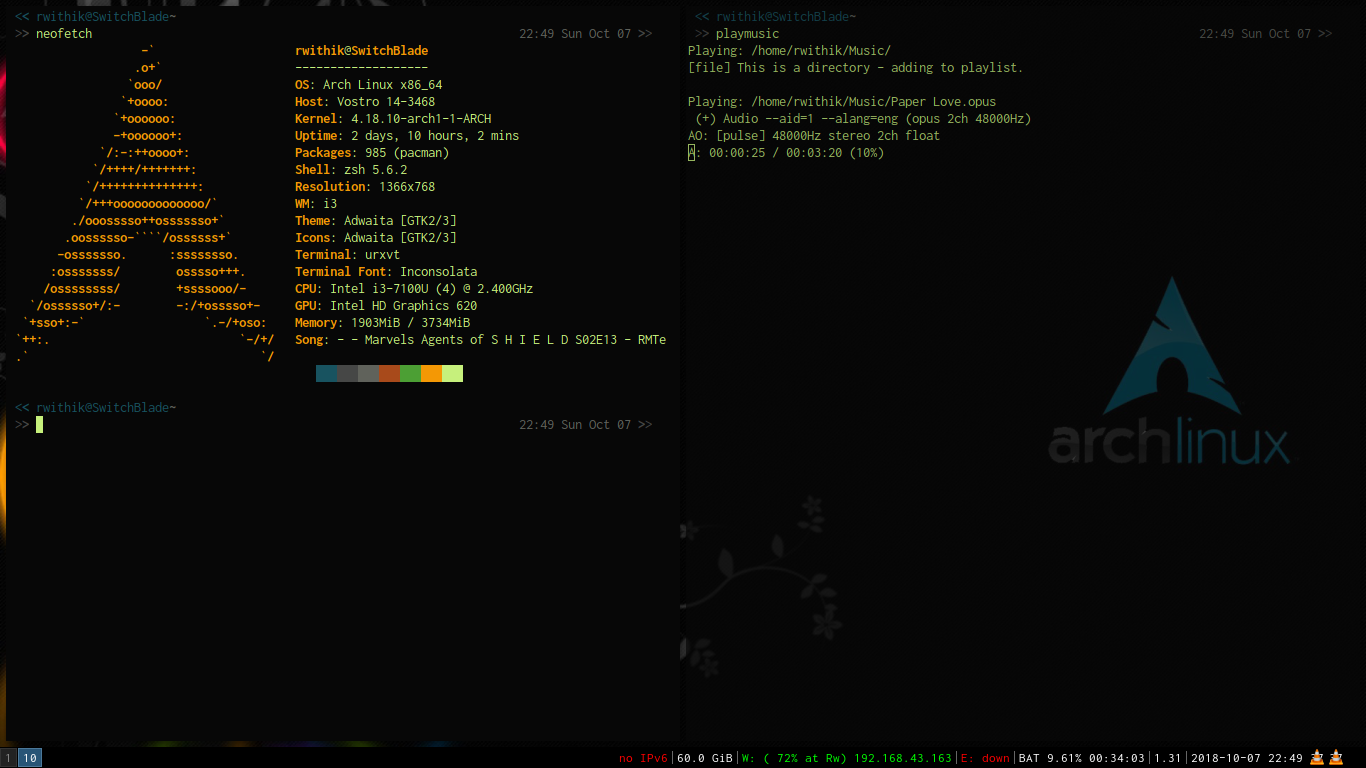 << rwithik@SwitchBlade~
>> neofetch 22:49 Sun Oct 07 >>
-`
.o+`
`ooo/
`+oooo:
`+oooooo:
-+oooooo+:
`/:-:++oooo+:
`/++++/+++++++:
`/++++++++++++++:
`/+++ooooooooooooo/`
./ooosssso++osssssso+`
.oossssso-````/ossssss+`
-osssssso. :ssssssso.
:osssssss/ osssso+++.
/ossssssss/ +ssssooo/-
`/ossssso+/:- -:/+osssso+-
`+sso+:-` `.-/+oso:
`++:. `-/+/
.` `/
rwithik@SwitchBlade
-------------------
OS: Arch Linux x86_64
Host: Vostro 14-3468
Kernel: 4.18.10-arch1-1-ARCH
Uptime: 2 days, 10 hours, 2 mins
Packages: 985 (pacman)
Shell: zsh 5.6.2
Resolution: 1366x768
WM: i3
Theme: Adwaita [GTK2/3]
Icons: Adwaita [GTK2/3]
Terminal: urxvt
Terminal Font: Inconsolata
CPU: Intel i3-7100U (4) @ 2.400GHz
GPU: Intel HD Graphics 620
Memory: 1903MiB / 3734MiB
Song: - - Marvels Agents of S H I E L D S02E13 - RMTe
<< rwithik@SwitchBlade~
>> 22:49 Sun Oct 07 >>
<< rwithik@SwitchBlade~
>> playmusic 22:49 Sun Oct 07 >>
Playing: /home/rwithik/Music/
[file] This is a directory - adding to playlist.
Playing: /home/rwithik/Music/Paper Love.opus
(+) Audio --aid=1 --alang=eng (opus 2ch 48000Hz)
AO: [pulse] 48000Hz stereo 2ch float
A: 00:00:25 / 00:03:20 (10%)
archlinux
1 10 no IPv6|60.0 GiB|W: ( 72% at Rw) 192.168.43.163|E: down|BAT 9.61% 00:34:03|1.31|2018-10-07 22:49